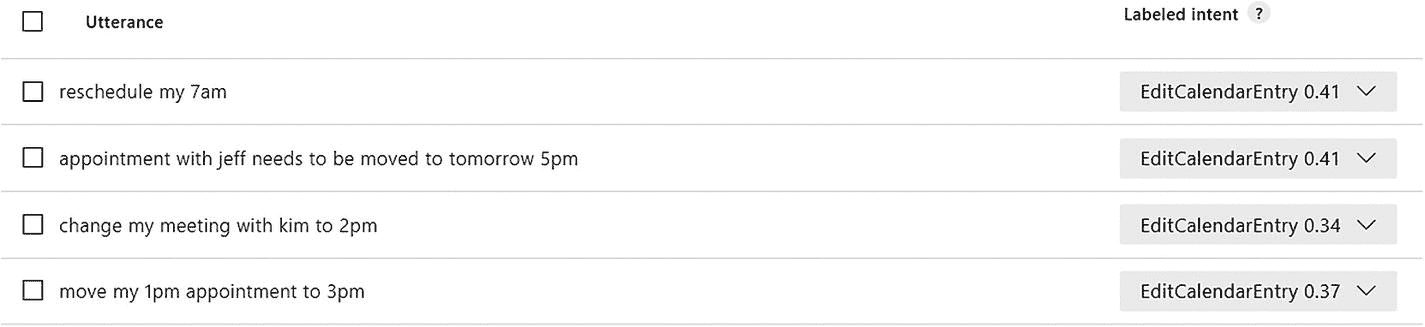 Utterance Labeled intent ?
reschedule my 7am EditCalendarEntry 0.41
appointment with jeff needs to be moved to tomorrow 5pm EditCalendarEntry 0.41
change my meeting with kim to 2pm EditCalendarEntry 0.34
move my 1pm appointment to 3pm EditCalendarEntry 0.37